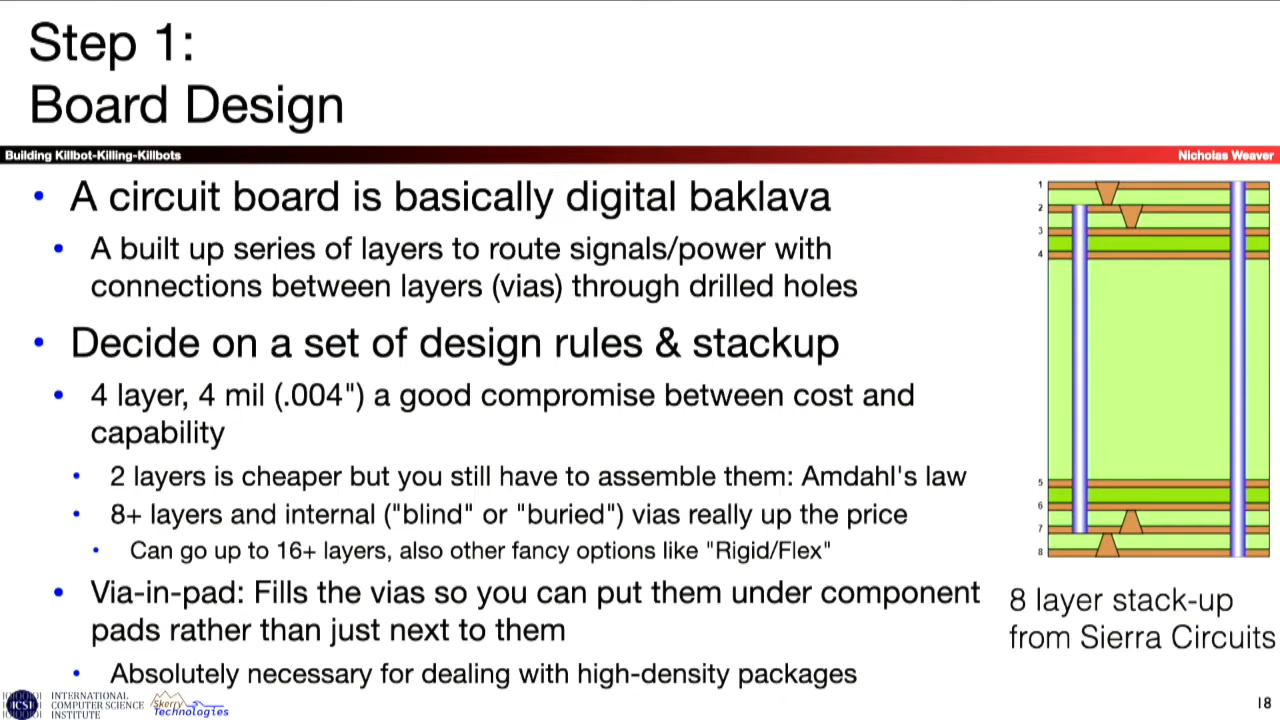 Step 1:
Board Design
Building Killbot-Killing-Killbots
Nicholas Weaver
• A circuit board is basically digital baklava
• A built up series of layers to route signals/power with
connections between layers (vias) through drilled holes
• Decide on a set of design rules & stackup
• 4 layer, 4 mil (.004") a good compromise between cost and
capability
• 2 layers is cheaper but you still have to assemble them: Amdahl's law
• 8+ layers and internal ("blind" or "buried") vias really up the price
• Can go up to 16+ layers, also other fancy options like "Rigid/Flex"
• Via-in-pad: Fills the vias so you can put them under component
pads rather than just next to them
• Absolutely necessary for dealing with high-density packages
1
2
3
4
5
6
7
8
8 layer stack-up
from Sierra Circuits
ICSI
INTERNATIONAL
COMPUTER SCIENCE
INSTITUTE
Skerry
Technologies
18